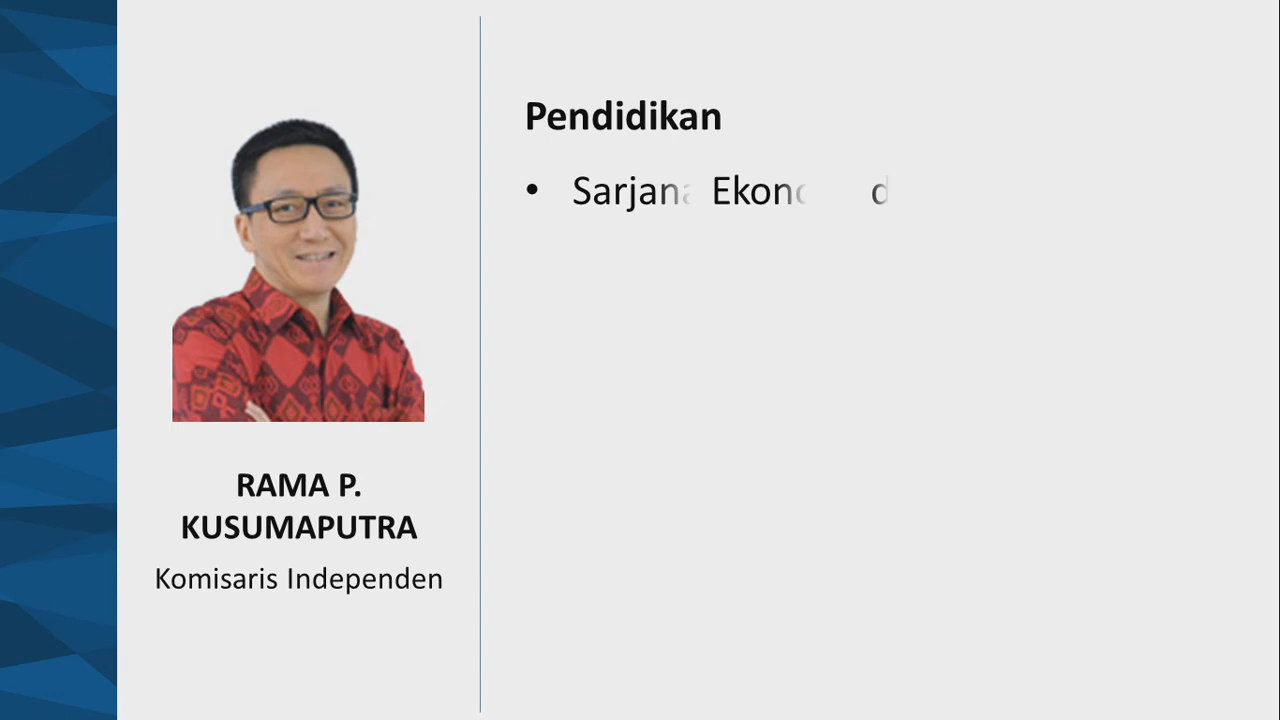 RAMA P.
KUSUMAPUTRA
Komisaris Independen
Pendidikan
• Sarjana